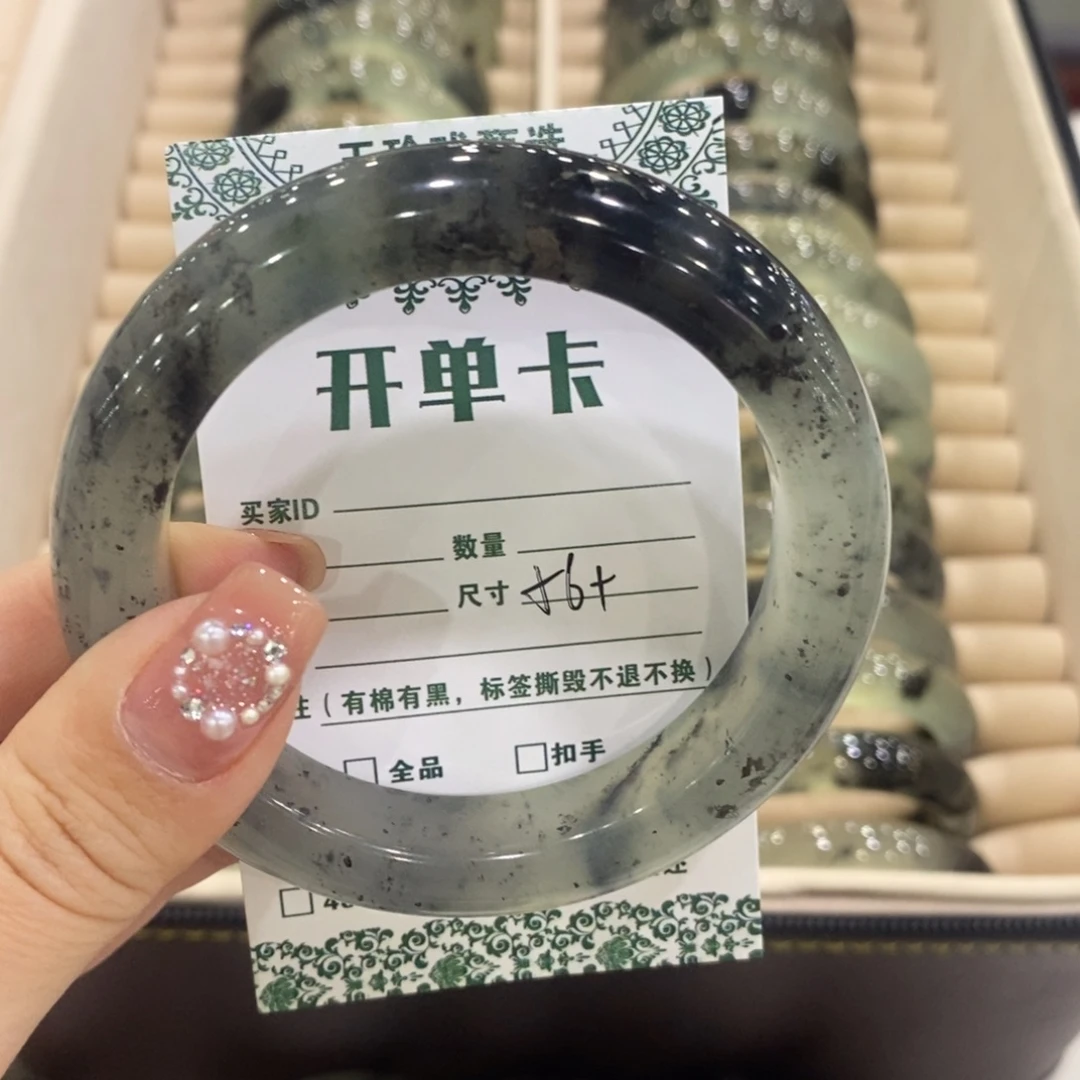 开单卡
买家ID
数量
尺寸 56+
注（有棉有黑，标签撕毁不退不换）
□全品 □扣手